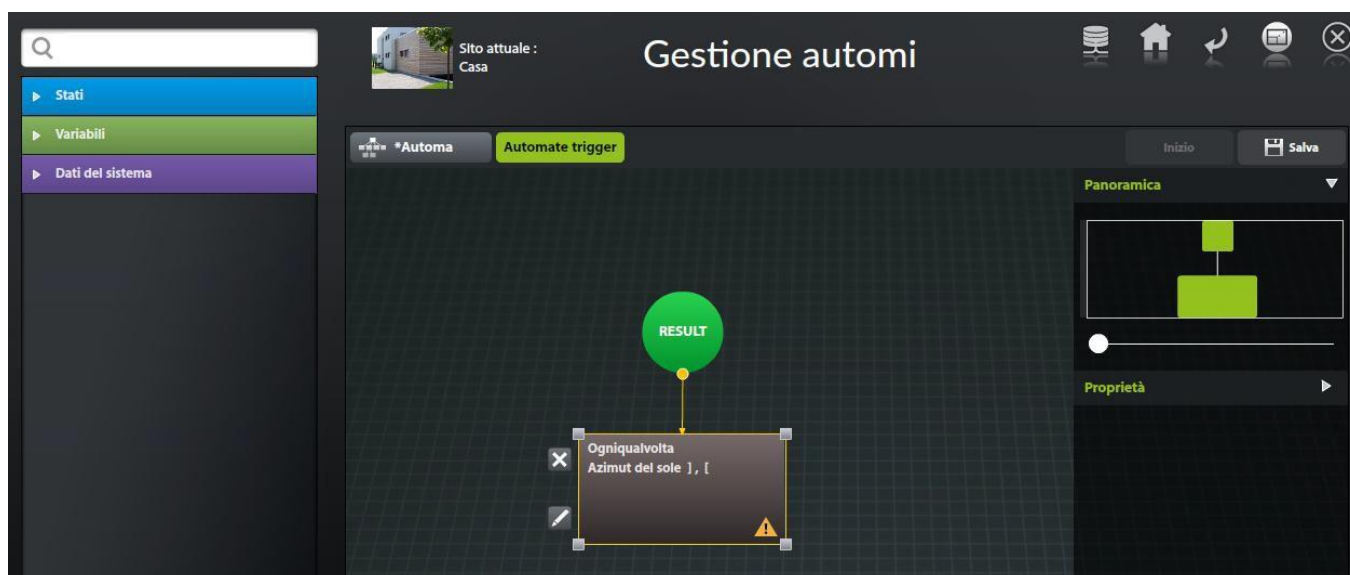 Sito attuale :
Casa
Gestione automi
Stati
Variabili
Dati del sistema
*Automa
Automate trigger
Inizio
Salva
Panoramica
RESULT
Proprietà
Ogniqualvolta
Azimut del sole ] , [